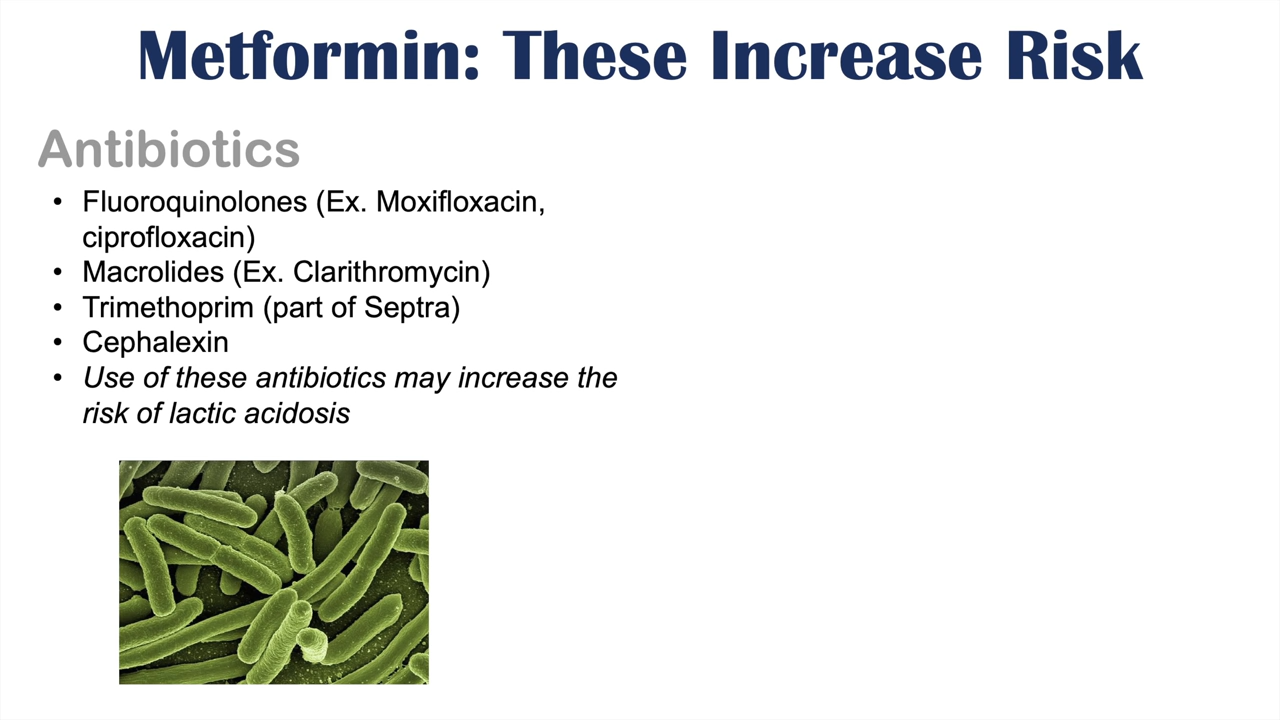 Metformin: These Increase Risk
Antibiotics
• Fluoroquinolones (Ex. Moxifloxacin,
ciprofloxacin)
• Macrolides (Ex. Clarithromycin)
• Trimethoprim (part of Septra)
• Cephalexin
• Use of these antibiotics may increase the
risk of lactic acidosis